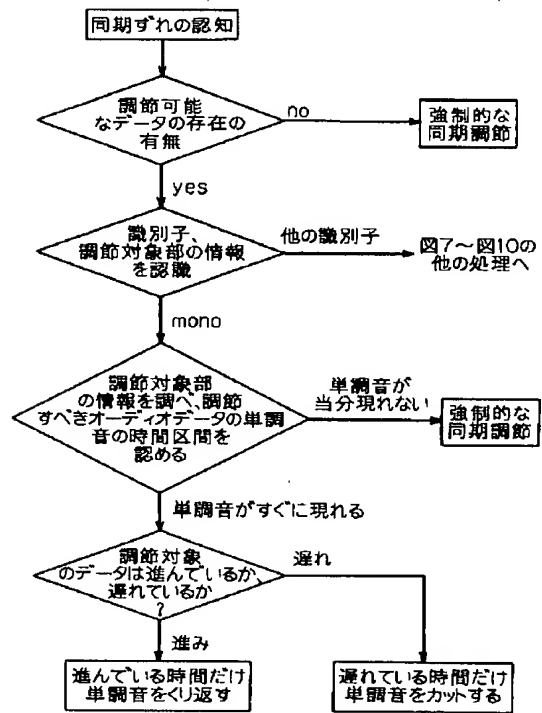 同期ずれの認知
調節可能
なデータの存在の
有無
no
強制的な
同期調節
yes
識別子、
調節対象部の情報
を認識
他の識別子
図7～図10の
他の処理へ
mono
調節対象部
の情報を調べ、調節
すべきオーディオデータの単調
音の時間区間を
認める
単調音が
当分現れない
強制的な
同期調節
単調音がすぐに現れる
調節対象
のデータは進んでいるか、
遅れているか
?
遅れ
進み
進んでいる時間だけ
単調音をくり返す
遅れている時間だけ
単調音をカットする